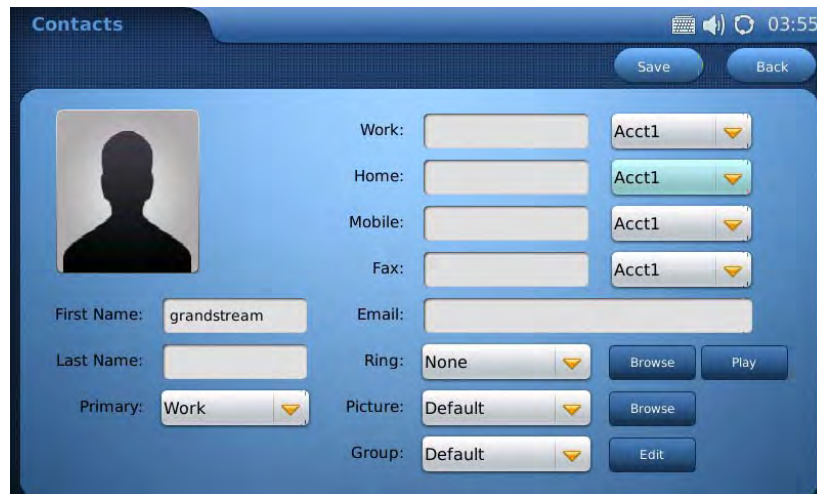 Contacts 03:55
Save Back
Work: Acct1
Home: Acct1
Mobile: Acct1
Fax: Acct1
First Name: grandstream Email:
Last Name: Ring: None Browse Play
Primary: Work Picture: Default Browse
Group: Default Edit